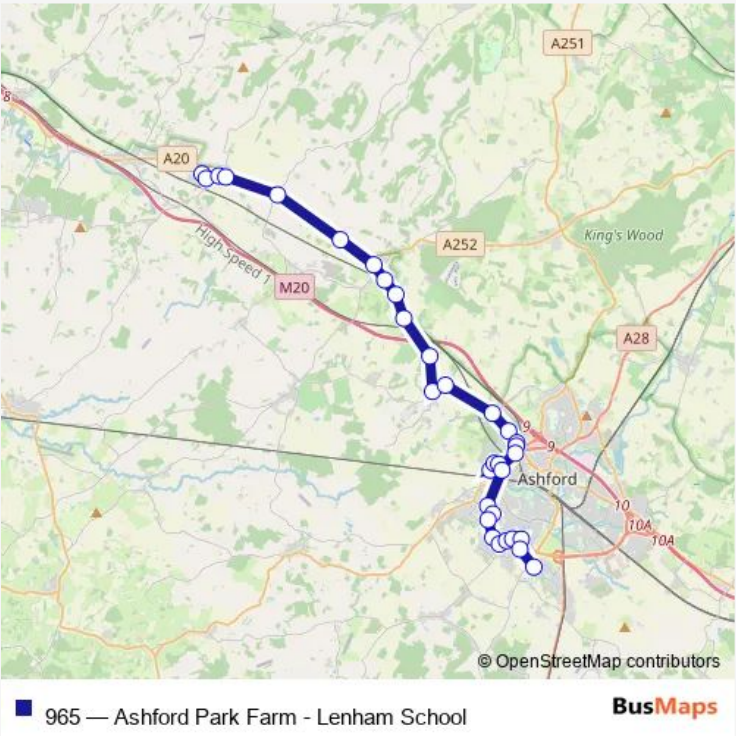 A251
8
A20
King's Wood
A252
High Speed 1
M20
A28
9
9
Ashford
10
10A
10A
© OpenStreetMap contributors
965 — Ashford Park Farm - Lenham School
BusMaps